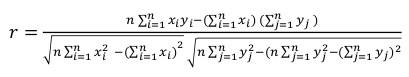 r = \frac{n \sum_{i=1}^{n} x_i y_i - (\sum_{i=1}^{n} x_i) (\sum_{j=1}^{n} y_j)}{\sqrt{n \sum_{i=1}^{n} x_i^2 - (\sum_{i=1}^{n} x_i)^2} \sqrt{n \sum_{j=1}^{n} y_j^2 - (n \sum_{j=1}^{n} y_j^2 - (\sum_{j=1}^{n} y_j)^2}}